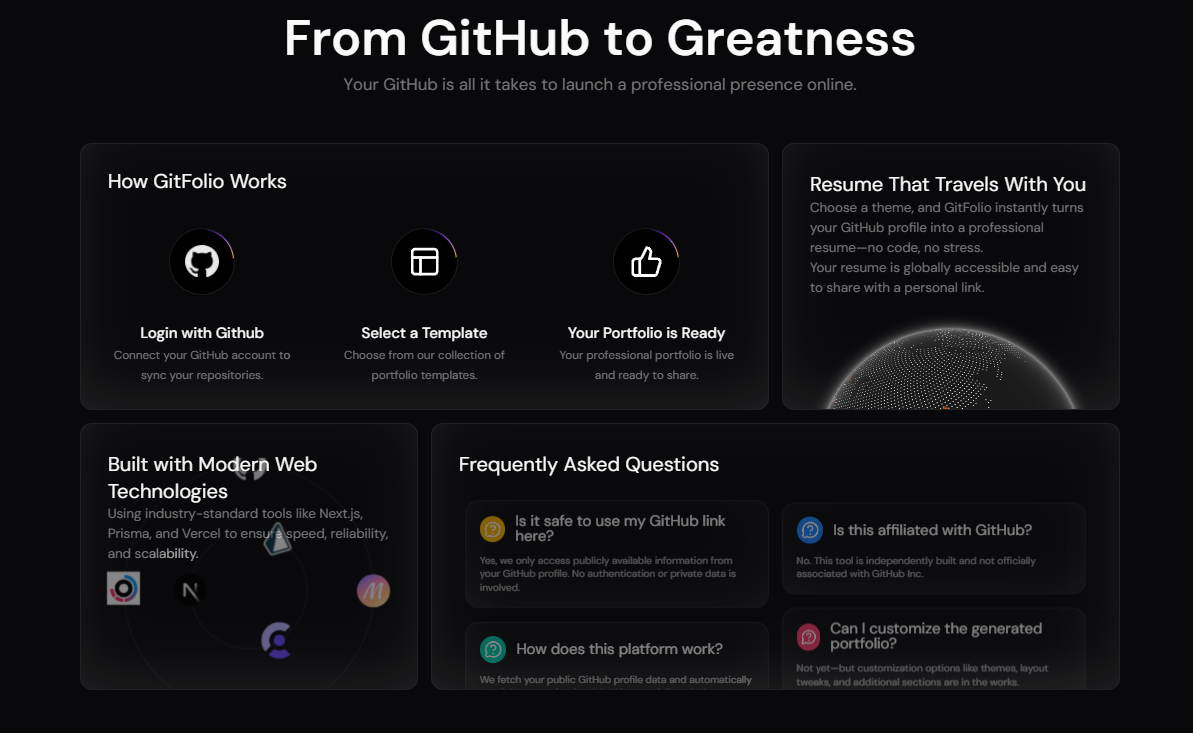 From GitHub to Greatness
Your GitHub is all it takes to launch a professional presence online.
How GitFolio Works
Login with Github
Connect your GitHub account to
sync your repositories.
Select a Template
Choose from our collection of
portfolio templates.
Your Portfolio is Ready
Your professional portfolio is live
and ready to share.
Resume That Travels With You
Choose a theme, and GitFolio instantly turns
your GitHub profile into a professional
resume—no code, no stress.
Your resume is globally accessible and easy
to share with a personal link.
Built with Modern Web
Technologies
Using industry-standard tools like Next.js,
Prisma, and Vercel to ensure speed, reliability,
and scalability.
Frequently Asked Questions
Is it safe to use my GitHub link
here?
Yes, we only access publicly available information from
your GitHub profile. No authentication or private data is
involved.
How does this platform work?
We fetch your public GitHub profile data and automatically
Is this affiliated with GitHub?
No. This tool is independently built and not officially
associated with GitHub Inc.
Can I customize the generated
portfolio?
Not yet—but customization options like themes, layout
tweaks, and additional sections are in the works.